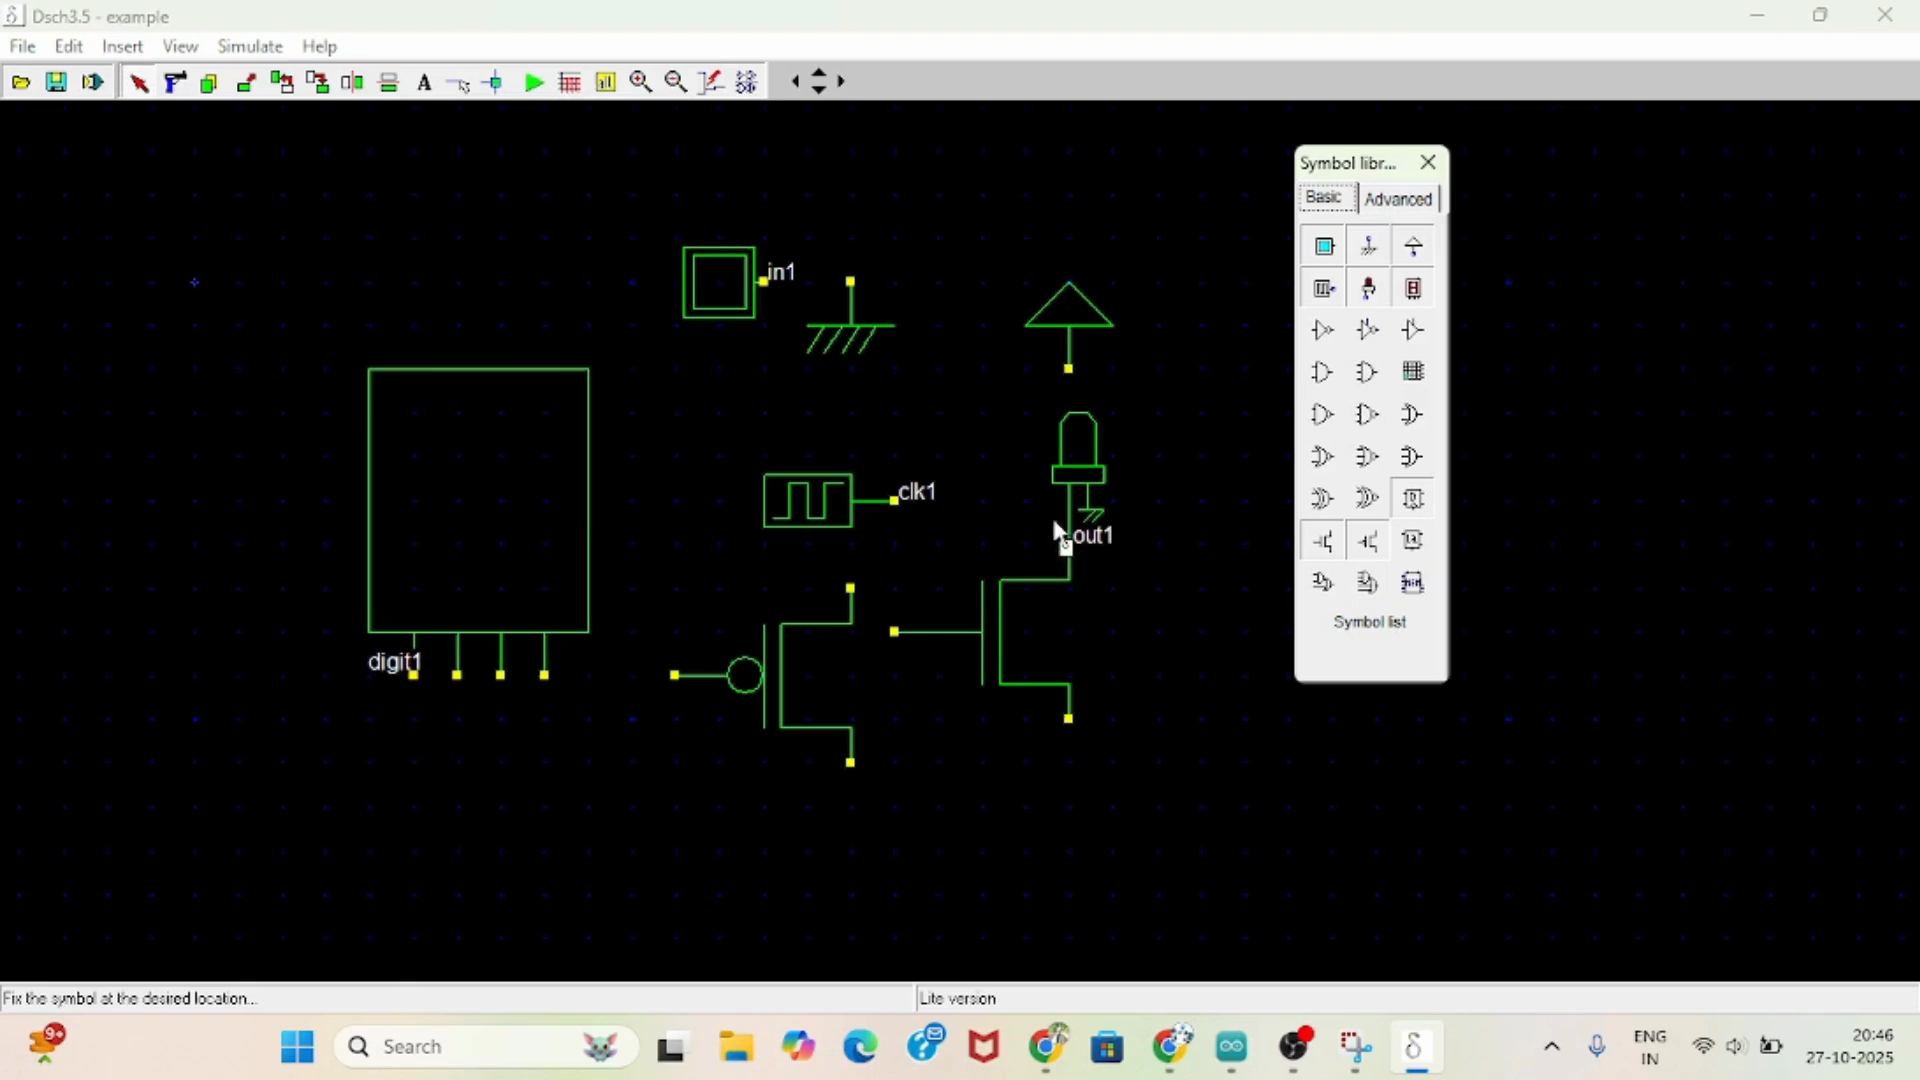 Dsch3.5 - example
File Edit Insert View Simulate Help
A
Symbol libr...
Basic Advanced
in1
clk1
out1
digit1
Symbol list
Fix the symbol at the desired location... Lite version
9+
Search
ENG
IN
20:46
27-10-2025